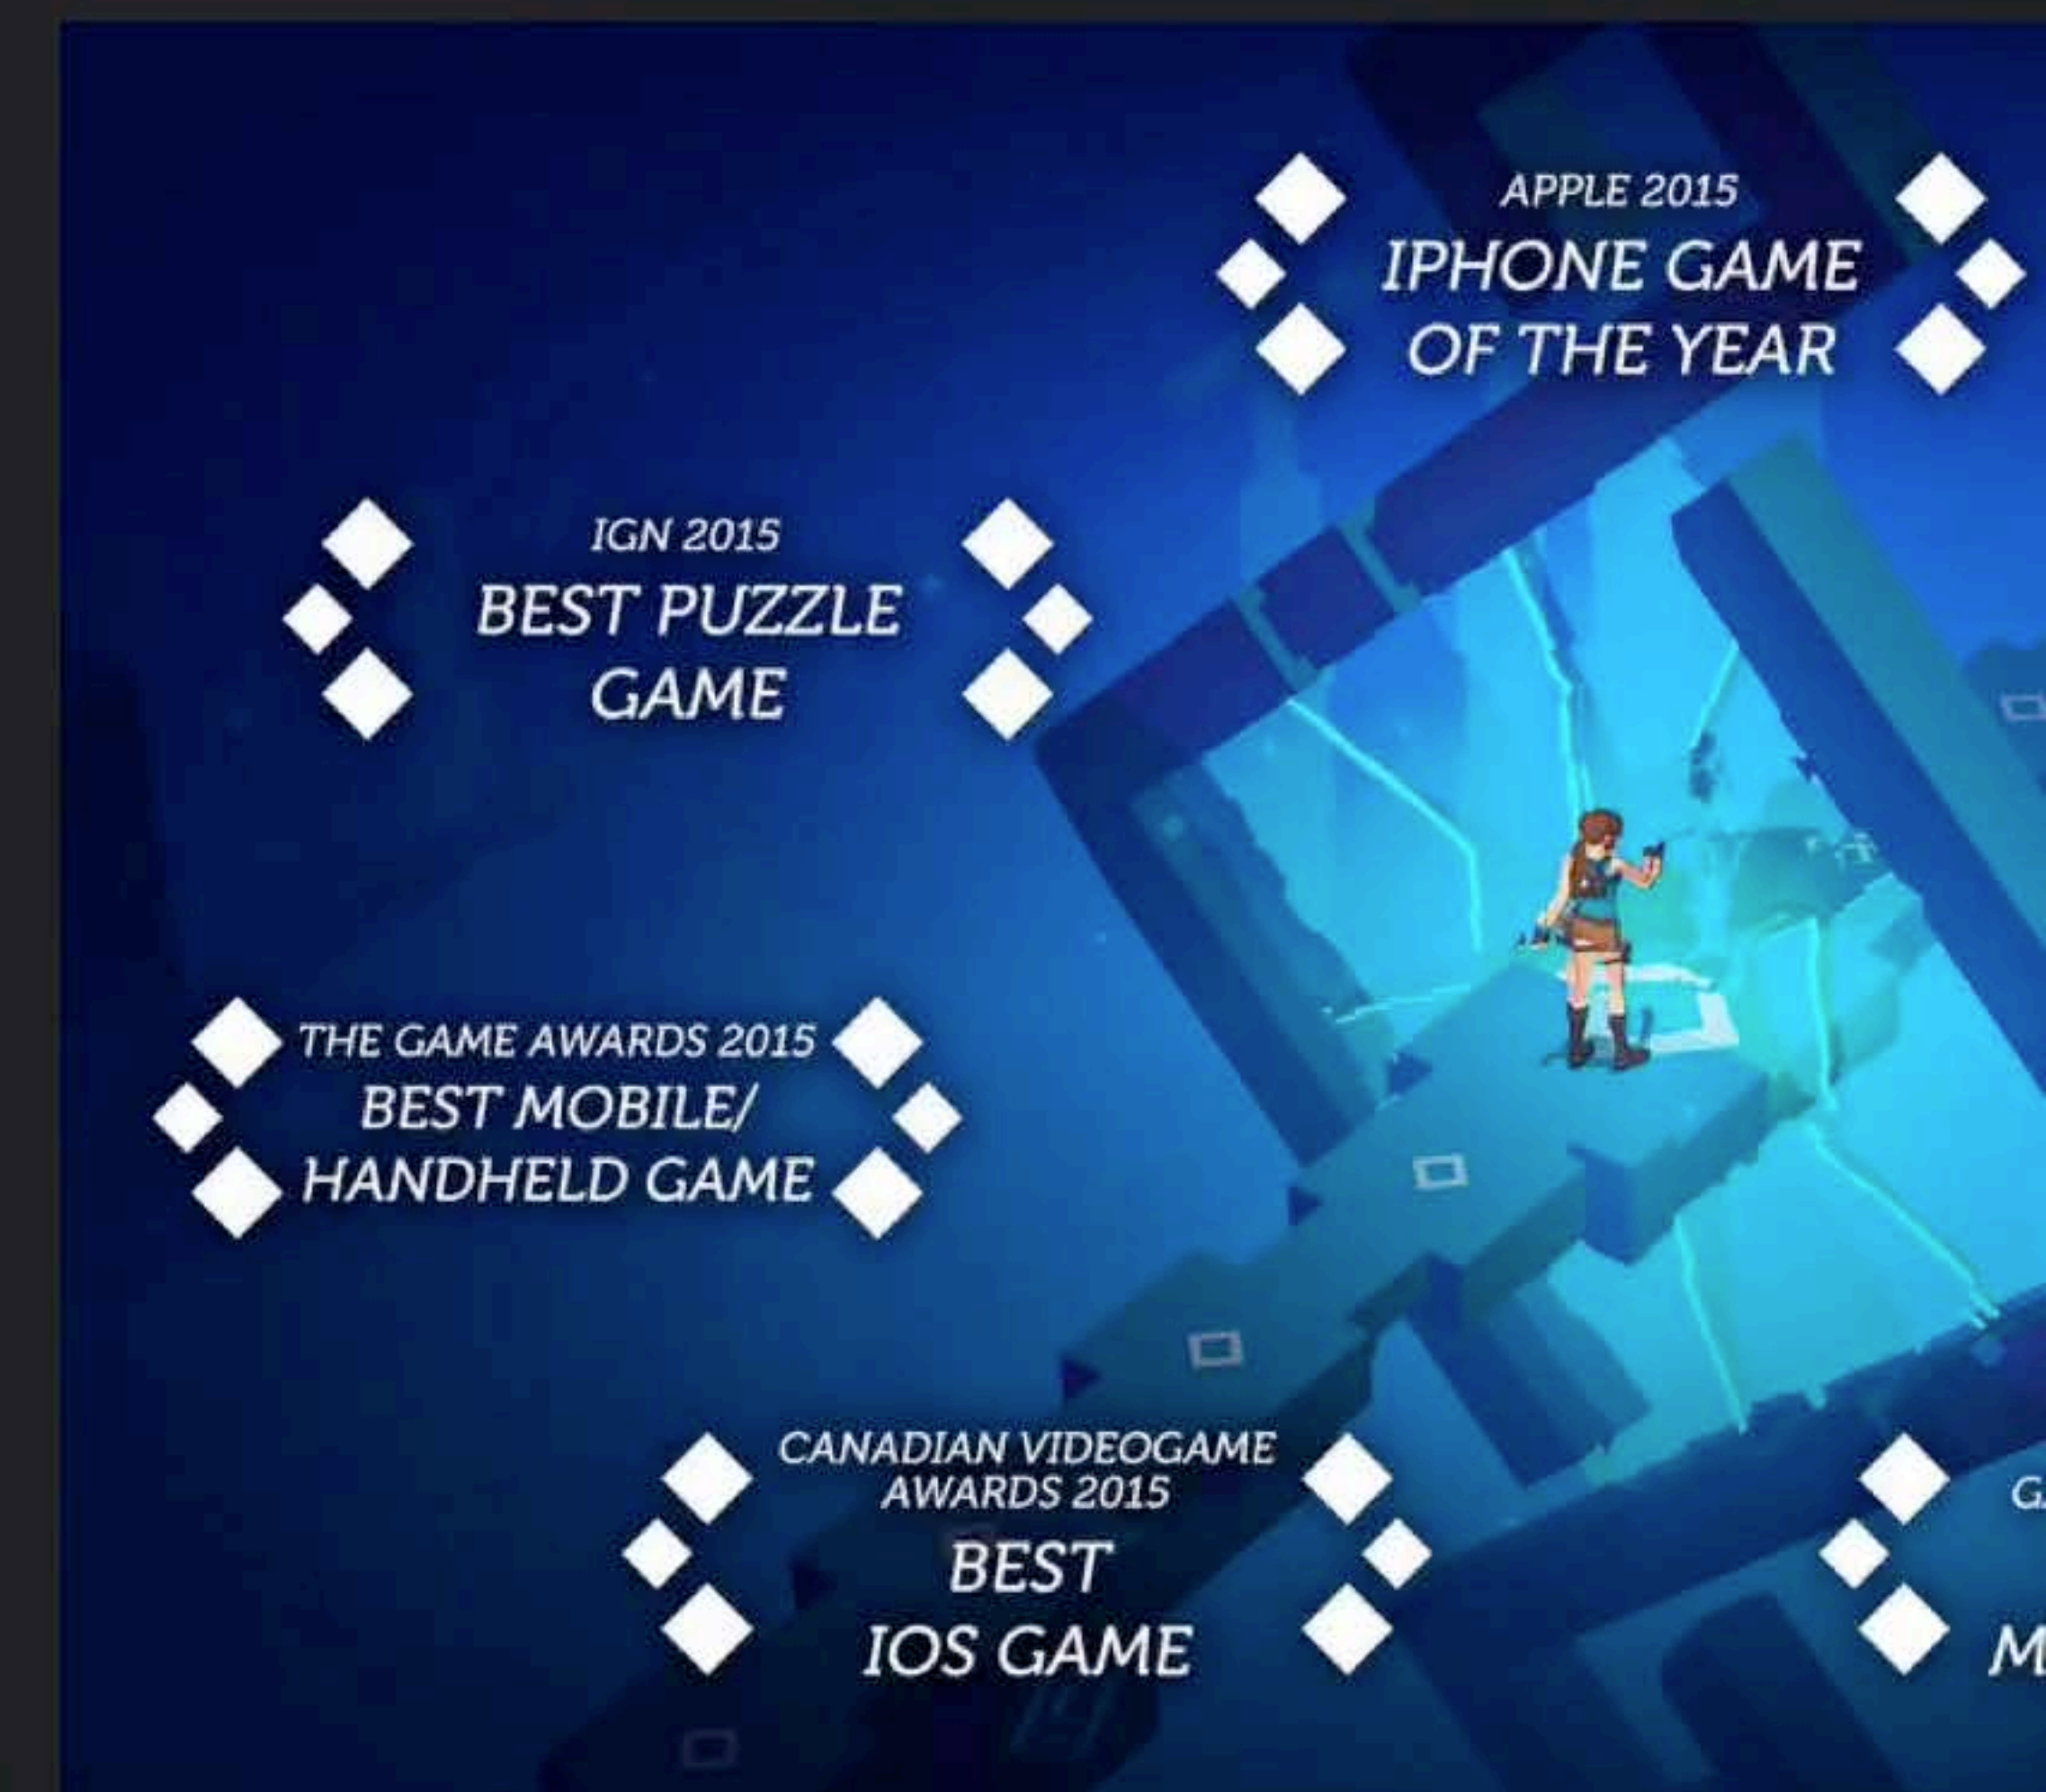 APPLE 2015
IPHONE GAME
OF THE YEAR
IGN 2015
BEST PUZZLE
GAME
THE GAME AWARDS 2015
BEST MOBILE/
HANDHELD GAME
CANADIAN VIDEOGAME
AWARDS 2015
BEST
IOS GAME